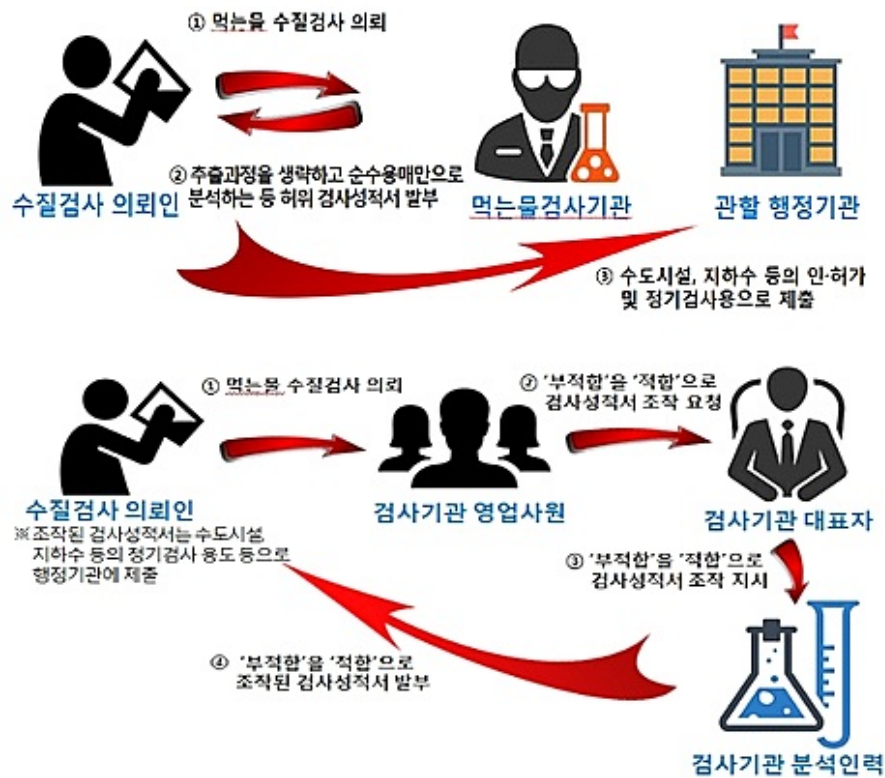 ① 먹는물 수질검사 의뢰
② 추출과정을 생략하고 순수용매만으로
분석하는 등 허위 검사성적서 발부
수질검사 의뢰인
먹는물검사기관
관할 행정기관
③ 수도시설, 지하수 등의 인·허가
및 정기검사용으로 제출
① 먹는물 수질검사 의뢰
② '부적합'을 '적합'으로
검사성적서 조작 요청
수질검사 의뢰인
※ 조작된 검사성적서는 수도시설,
지하수 등의 정기검사 용도 등으로
행정기관에 제출
검사기관 영업사원
검사기관 대표자
③ '부적합'을 '적합'으로
검사성적서 조작 지시
④ '부적합'을 '적합'으로
조작된 검사성적서 발부
검사기관 분석인력